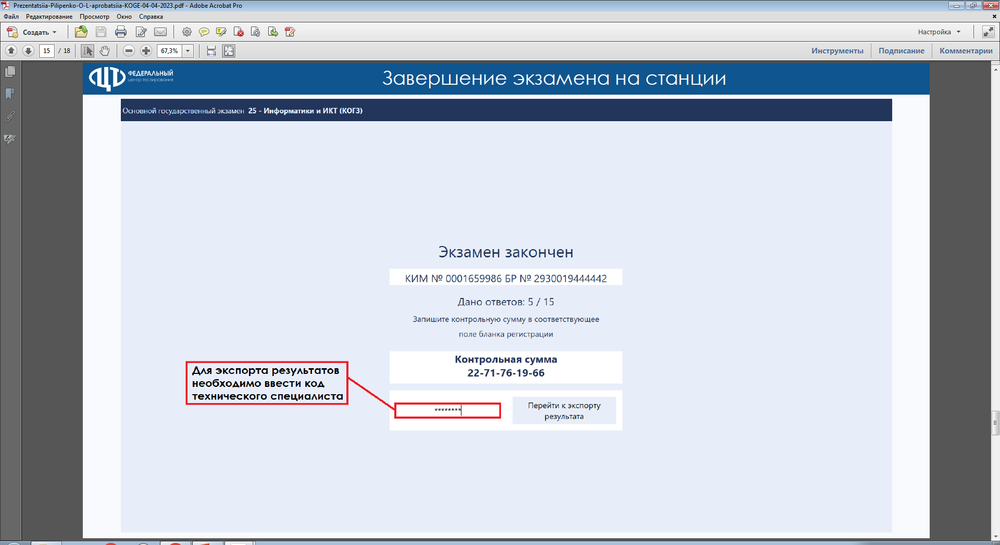 Prezentatsiia-Pilipenko-O-L-aprobatsiia-KOGE-04-04-2023.pdf - Adobe Acrobat Pro
Файл Редактирование Просмотр Окно Справка
Создать
Настройка
15 / 18
67,3%
Инструменты Подписание Комментарии
ФЕДЕРАЛЬНЫЙ
центр тестирования
Завершение экзамена на станции
Основной государственный экзамен 25 - Информатики и ИКТ (КОГЭ)
Экзамен закончен
КИМ № 0001659986 БР № 2930019444442
Дано ответов: 5 / 15
Запишите контрольную сумму в соответствующее
поле бланка регистрации
Контрольная сумма
22-71-76-19-66
Для экспорта результатов
необходимо ввести код
технического специалиста
********
Перейти к экспорту
результата